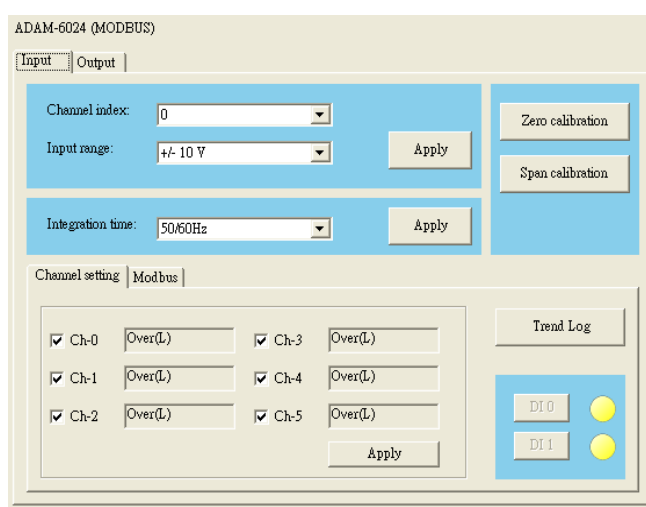 ADAM-6024 (MODBUS)
Input Output
Channel index: 0
Input range: +/- 10 V
Apply
Zero calibration
Span calibration
Integration time: 50/60Hz
Apply
Channel setting Modbus
Ch-0 Over(L) Ch-3 Over(L)
Ch-1 Over(L) Ch-4 Over(L)
Ch-2 Over(L) Ch-5 Over(L)
Apply
Trend Log
DI 0
DI 1